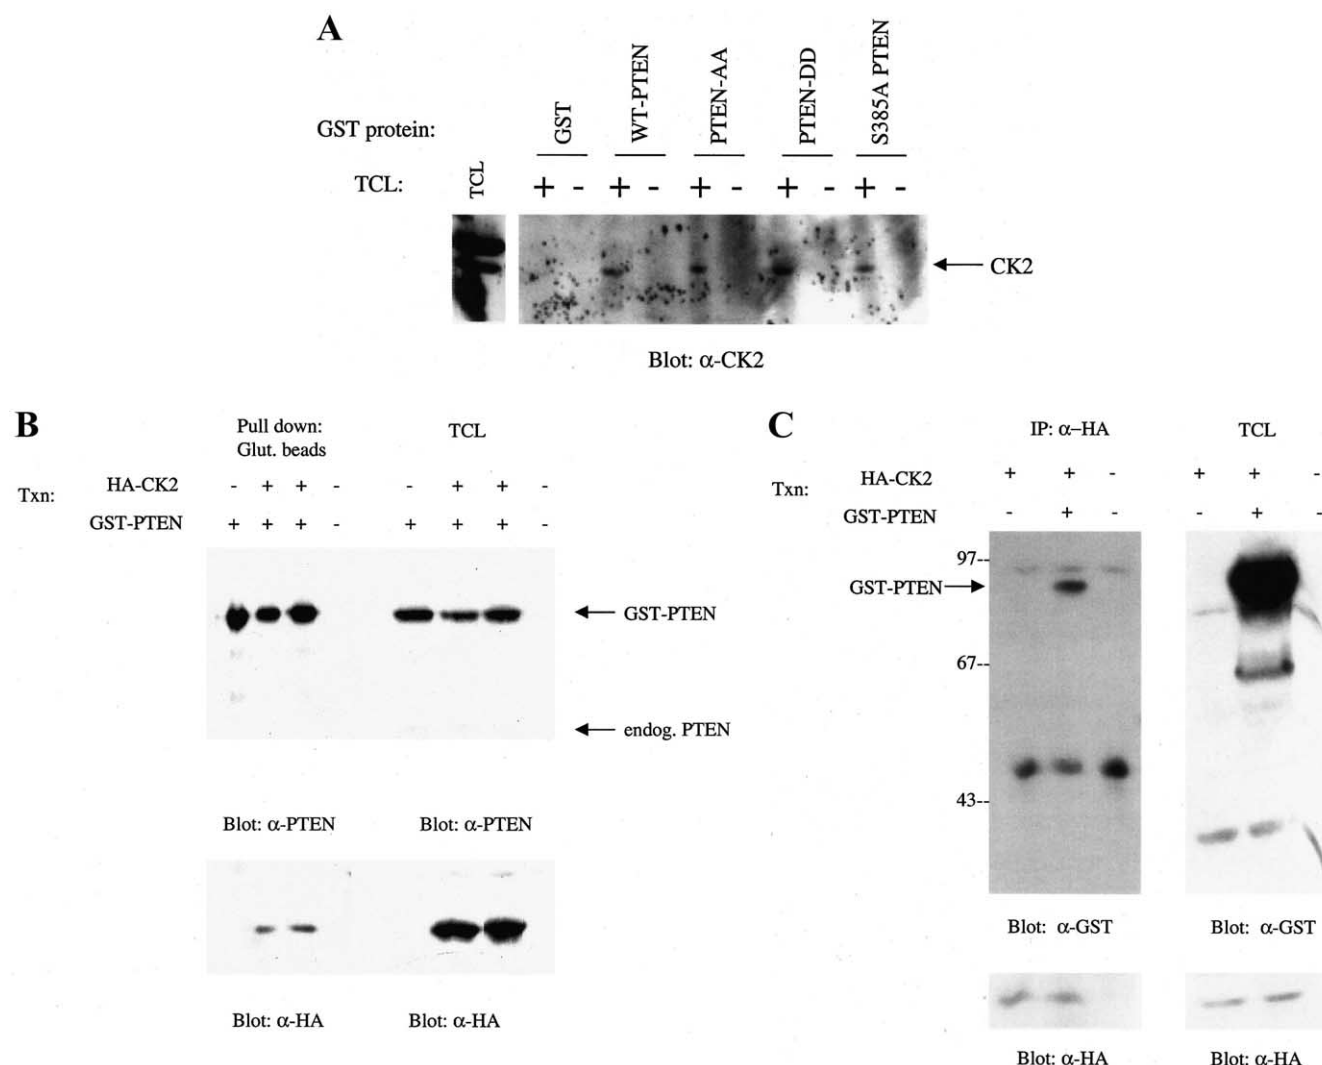 A
GST protein:
GST
WT-PTEN
PTEN-AA
PTEN-DD
S385A PTEN
TCL:
TCL
+ - + - + - + - + -
CK2
Blot: α-CK2
B
Pull down:
Glut. beads
TCL
Txn:
HA-CK2
- + + - - + + -
GST-PTEN
+ + + - + + + -
GST-PTEN
endog. PTEN
Blot: α-PTEN
Blot: α-PTEN
Blot: α-HA
Blot: α-HA
C
IP: α–HA
TCL
Txn:
HA-CK2
+ + - + + -
GST-PTEN
- + - - + -
97--
GST-PTEN
67--
43--
Blot: α-GST
Blot: α-GST
Blot: α-HA
Blot: α-HA